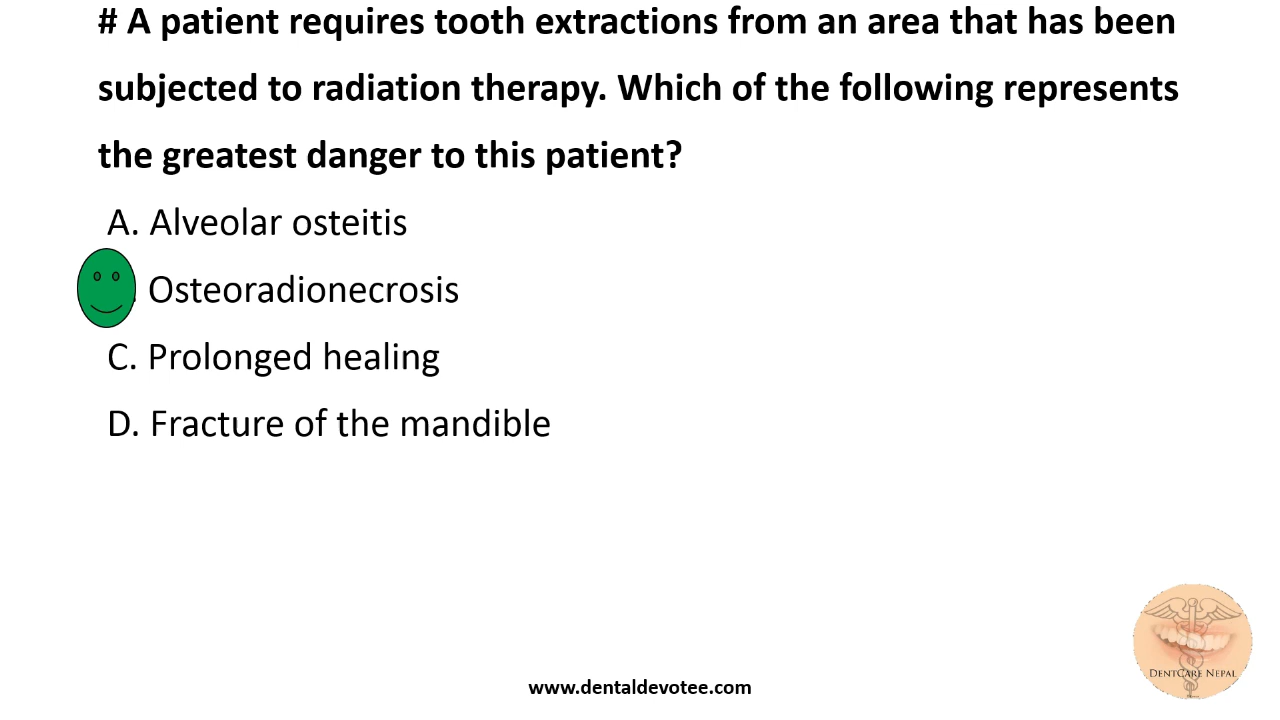 # A patient requires tooth extractions from an area that has been
subjected to radiation therapy. Which of the following represents
the greatest danger to this patient?
A. Alveolar osteitis
. Osteoradionecrosis
C. Prolonged healing
D. Fracture of the mandible
DentCare Nepal
www.dentaldevotee.com